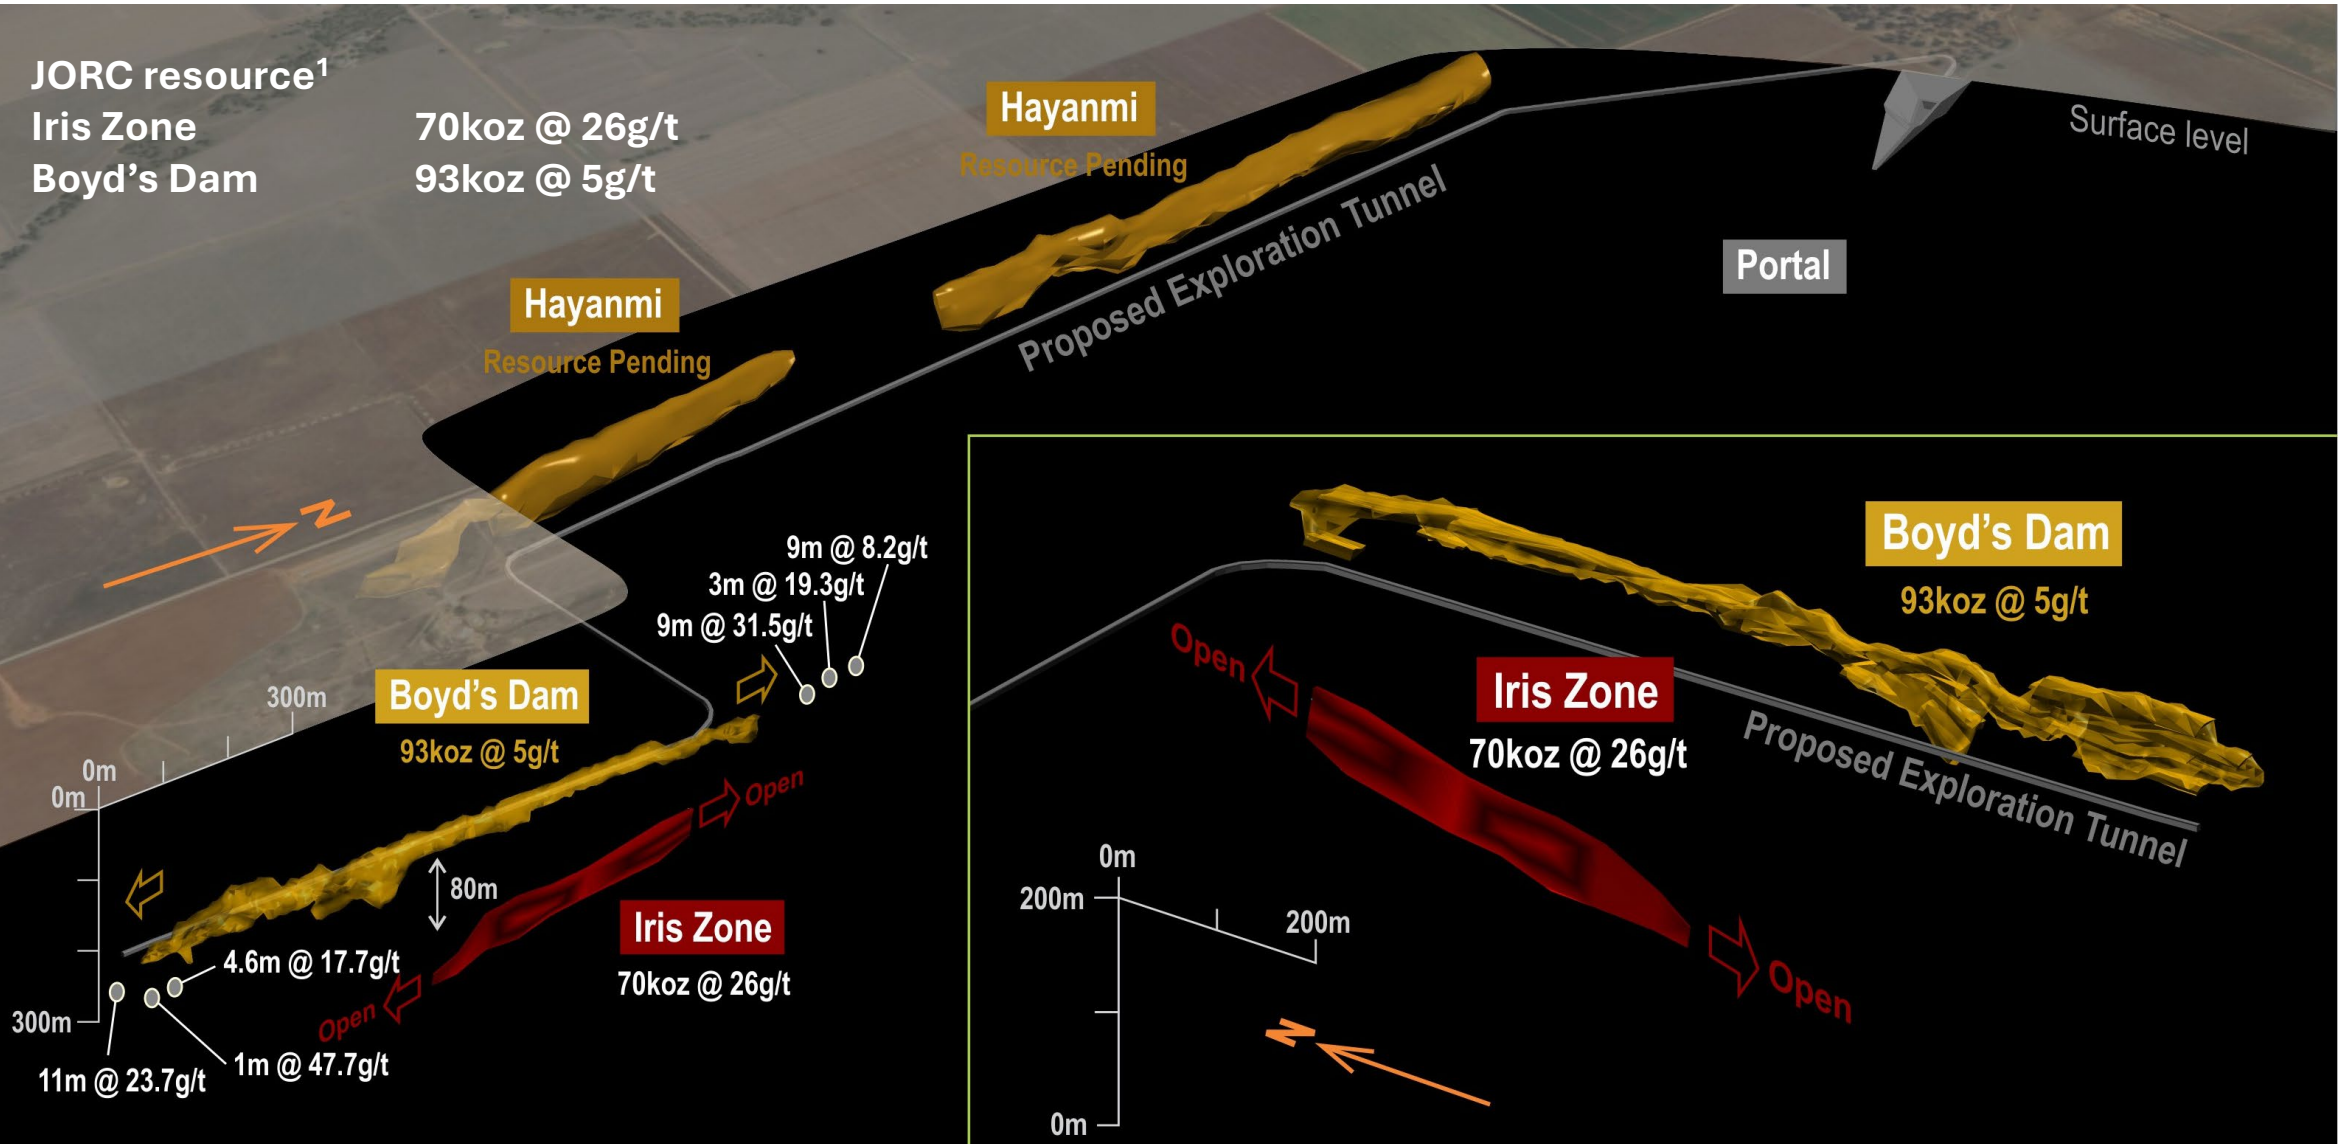 JORC resource¹
Iris Zone 70koz @ 26g/t
Boyd’s Dam 93koz @ 5g/t
Hayanmi
Resource Pending
Surface level
Proposed Exploration Tunnel
Portal
Hayanmi
Resource Pending
N
9m @ 8.2g/t
3m @ 19.3g/t
9m @ 31.5g/t
300m
0m
0m
300m
Boyd’s Dam
93koz @ 5g/t
Open
80m
Iris Zone
70koz @ 26g/t
4.6m @ 17.7g/t
Open
1m @ 47.7g/t
11m @ 23.7g/t
Boyd’s Dam
93koz @ 5g/t
Open
Iris Zone
70koz @ 26g/t
Proposed Exploration Tunnel
0m
200m
200m
Open
N
0m